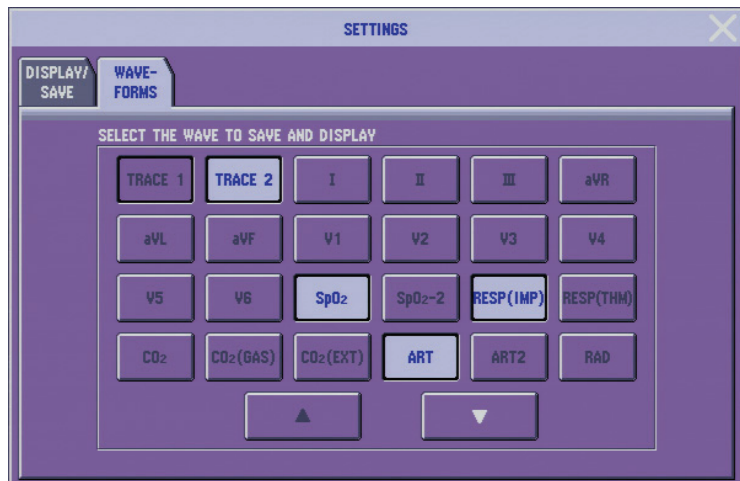 SETTINGS
DISPLAY/
SAVE
WAVE-
FORMS
SELECT THE WAVE TO SAVE AND DISPLAY
TRACE 1 TRACE 2 I II III aVR
aVL aVF V1 V2 V3 V4
V5 V6 SpO₂ SpO₂-2 RESP(IMP) RESP(THM)
CO₂ CO₂(GAS) CO₂(EXT) ART ART2 RAD